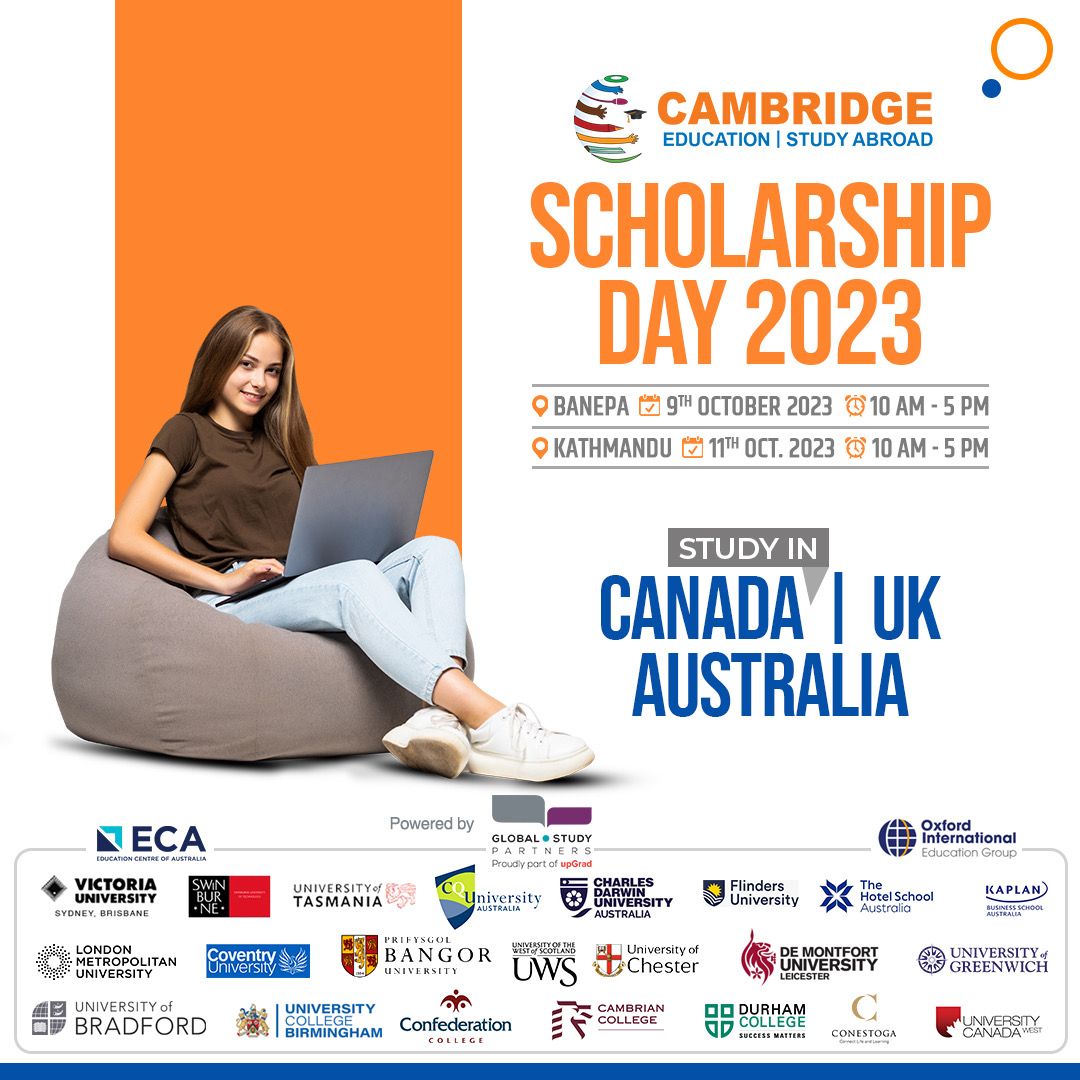 CAMBRIDGE
EDUCATION | STUDY ABROAD
SCHOLARSHIP
DAY 2023
BANEPA 9TH OCTOBER 2023 10 AM - 5 PM
KATHMANDU 11TH OCT. 2023 10 AM - 5 PM
STUDY IN
CANADA | UK
AUSTRALIA
ECA
EDUCATION CENTRE OF AUSTRALIA
Powered by
GLOBAL STUDY
PARTNERS
Proudly part of upGrad
Oxford
International
Education Group
VICTORIA
UNIVERSITY
SYDNEY, BRISBANE
SWIN
BUR
NE
UNIVERSITY of
TASMANIA
CQ
University
AUSTRALIA
CHARLES
DARWIN
UNIVERSITY
AUSTRALIA
Flinders
University
The
Hotel School
Australia
KAPLAN
BUSINESS SCHOOL
AUSTRALIA
LONDON
METROPOLITAN
UNIVERSITY
Coventry
University
PRIFYSGOL
BANGOR
UNIVERSITY
UNIVERSITY OF THE
WEST of SCOTLAND
UWS
University of
Chester
DE MONTFORT
UNIVERSITY
LEICESTER
UNIVERSITY of
GREENWICH
UNIVERSITY of
BRADFORD
UNIVERSITY
COLLEGE
BIRMINGHAM
Confederation
COLLEGE
CAMBRIAN
COLLEGE
DURHAM
COLLEGE
SUCCESS MATTERS
C
CONESTOGA
Connect Life and Learning
UNIVERSITY
CANADA WEST